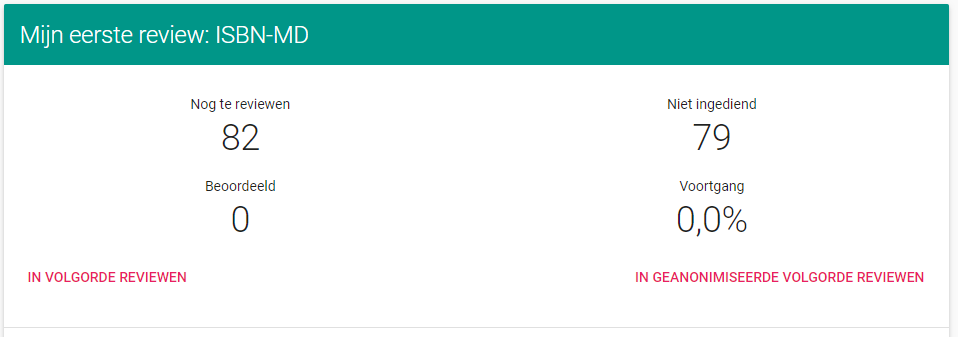 Mijn eerste review: ISBN-MD
Nog te reviewen
82
Niet ingediend
79
Beoordeeld
0
Voortgang
0,0%
IN VOLGORDE REVIEWEN
IN GEANONIMISEERDE VOLGORDE REVIEWEN